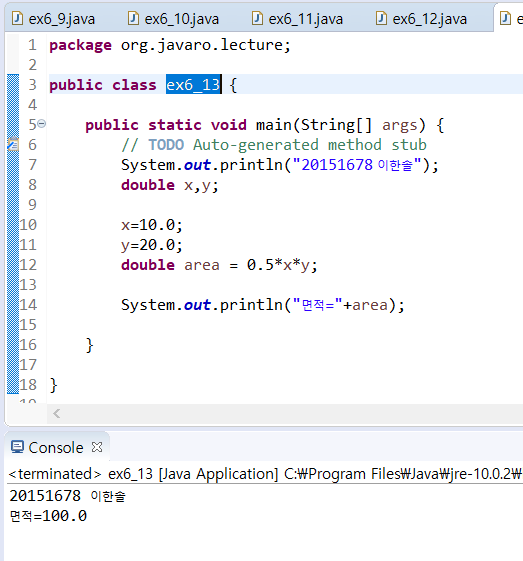 ex6_9.java ex6_10.java ex6_11.java ex6_12.java e
1 package org.javaro.lecture;
2
3 public class ex6_13 {
4
5 public static void main(String[] args) {
6 // TODO Auto-generated method stub
7 System.out.println("20151678 이한솔");
8 double x,y;
9
10 x=10.0;
11 y=20.0;
12 double area = 0.5*x*y;
13
14 System.out.println("면적="+area);
15
16 }
17
18 }
Console
<terminated> ex6_13 [Java Application] C:₩Program Files₩Java₩jre-10.0.2₩
20151678 이한솔
면적=100.0